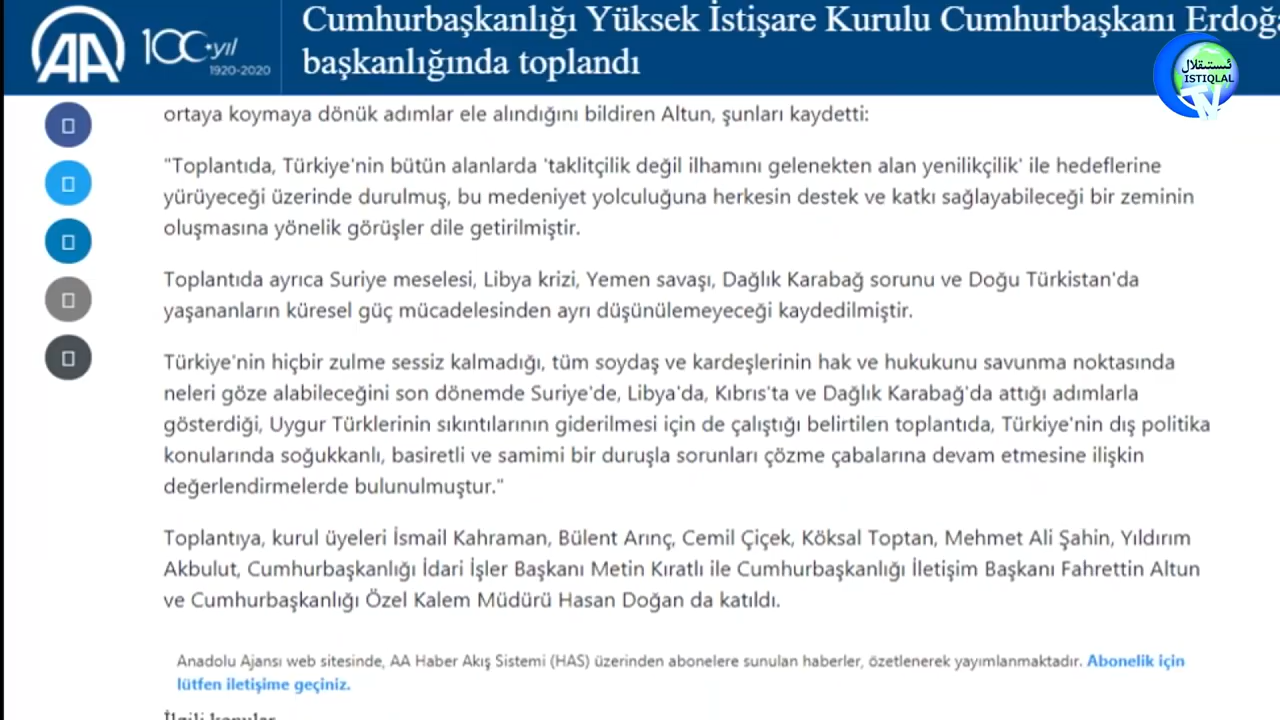 AA
100.yıl
1920-2020
Cumhurbaşkanlığı Yüksek İstişare Kurulu Cumhurbaşkanı Erdoğa
başkanlığında toplandı
ئىستىقلال
ISTIQLAL
TV
ortaya koymaya dönük adımlar ele alındığını bildiren Altun, şunları kaydetti:
"Toplantıda, Türkiye'nin bütün alanlarda 'taklitçilik değil ilhamını gelenekten alan yenilikçilik' ile hedeflerine
yürüyeceği üzerinde durulmuş, bu medeniyet yolculuğuna herkesin destek ve katkı sağlayabileceği bir zeminin
oluşmasına yönelik görüşler dile getirilmiştir.
Toplantıda ayrıca Suriye meselesi, Libya krizi, Yemen savaşı, Dağlık Karabağ sorunu ve Doğu Türkistan'da
yaşananların küresel güç mücadelesinden ayrı düşünülemeyeceği kaydedilmiştir.
Türkiye'nin hiçbir zulme sessiz kalmadığı, tüm soydaş ve kardeşlerinin hak ve hukukunu savunma noktasında
neleri göze alabileceğini son dönemde Suriye'de, Libya'da, Kıbrıs'ta ve Dağlık Karabağ'da attığı adımlarla
gösterdiği, Uygur Türklerinin sıkıntılarının giderilmesi için de çalıştığı belirtilen toplantıda, Türkiye'nin dış politika
konularında soğukkanlı, basiretli ve samimi bir duruşla sorunları çözme çabalarına devam etmesine ilişkin
değerlendirmelerde bulunulmuştur."
Toplantıya, kurul üyeleri İsmail Kahraman, Bülent Arınç, Cemil Çiçek, Köksal Toptan, Mehmet Ali Şahin, Yıldırım
Akbulut, Cumhurbaşkanlığı İdari İşler Başkanı Metin Kıratlı ile Cumhurbaşkanlığı İletişim Başkanı Fahrettin Altun
ve Cumhurbaşkanlığı Özel Kalem Müdürü Hasan Doğan da katıldı.
Anadolu Ajansı web sitesinde, AA Haber Akış Sistemi (HAS) üzerinden abonelere sunulan haberler, özetlenerek yayımlanmaktadır. Abonelik için
lütfen iletişime geçiniz.
İlgili konular